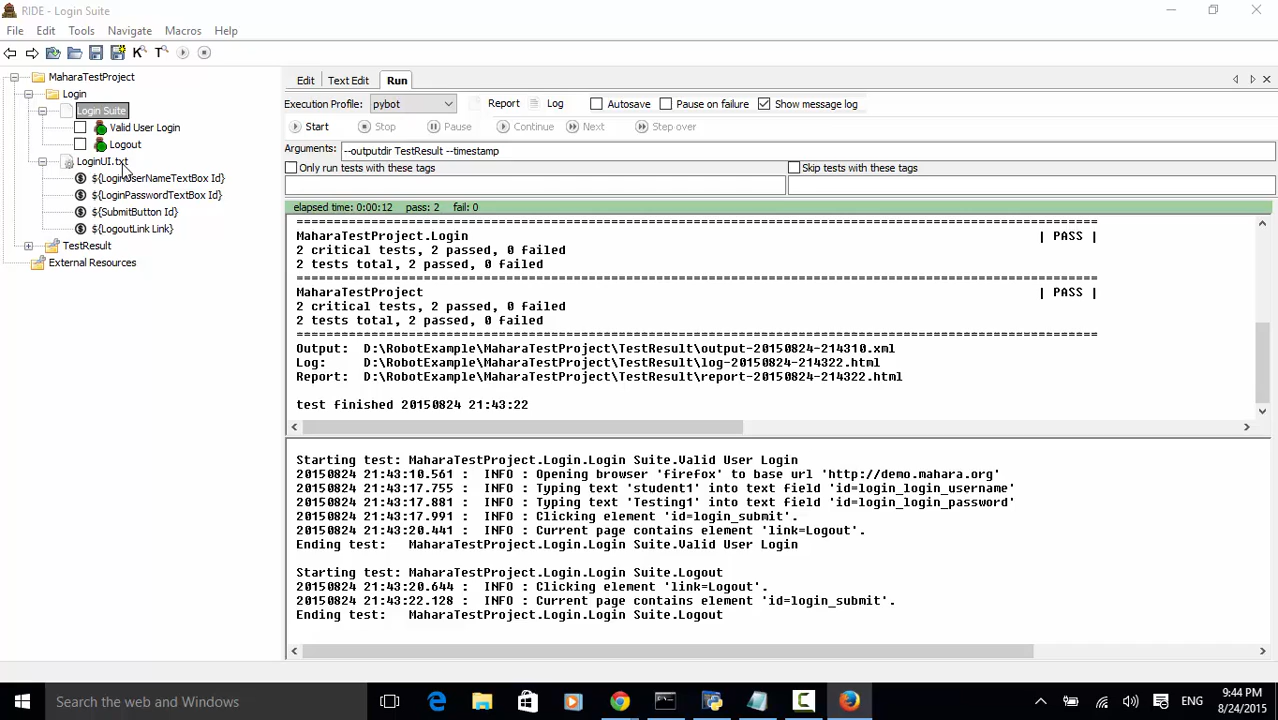 RIDE - Login Suite
File Edit Tools Navigate Macros Help
MaharaTestProject
Login
Login Suite
Valid User Login
Logout
LoginUI.txt
${LoginUserNameTextBox Id}
${LoginPasswordTextBox Id}
${SubmitButton Id}
${LogoutLink Link}
TestResult
External Resources
Edit Text Edit Run
Execution Profile: pybot Report Log Autosave Pause on failure Show message log
Start Stop Pause Continue Next Step over
Arguments: --outputdir TestResult --timestamp
Only run tests with these tags Skip tests with these tags
elapsed time: 0:00:12 pass: 2 fail: 0
==============================================================================
MaharaTestProject.Login | PASS |
2 critical tests, 2 passed, 0 failed
2 tests total, 2 passed, 0 failed
==============================================================================
MaharaTestProject | PASS |
2 critical tests, 2 passed, 0 failed
2 tests total, 2 passed, 0 failed
==============================================================================
Output: D:\RobotExample\MaharaTestProject\TestResult\output-20150824-214310.xml
Log: D:\RobotExample\MaharaTestProject\TestResult\log-20150824-214322.html
Report: D:\RobotExample\MaharaTestProject\TestResult\report-20150824-214322.html
test finished 20150824 21:43:22
Starting test: MaharaTestProject.Login.Login Suite.Valid User Login
20150824 21:43:10.561 : INFO : Opening browser 'firefox' to base url 'http://demo.mahara.org'
20150824 21:43:17.755 : INFO : Typing text 'student1' into text field 'id=login_login_username'
20150824 21:43:17.881 : INFO : Typing text 'Testing1' into text field 'id=login_login_password'
20150824 21:43:17.991 : INFO : Clicking element 'id=login_submit'.
20150824 21:43:20.441 : INFO : Current page contains element 'link=Logout'.
Ending test: MaharaTestProject.Login.Login Suite.Valid User Login
Starting test: MaharaTestProject.Login.Login Suite.Logout
20150824 21:43:20.644 : INFO : Clicking element 'link=Logout'.
20150824 21:43:22.128 : INFO : Current page contains element 'id=login_submit'.
Ending test: MaharaTestProject.Login.Login Suite.Logout
Search the web and Windows
ENG
9:44 PM
8/24/2015